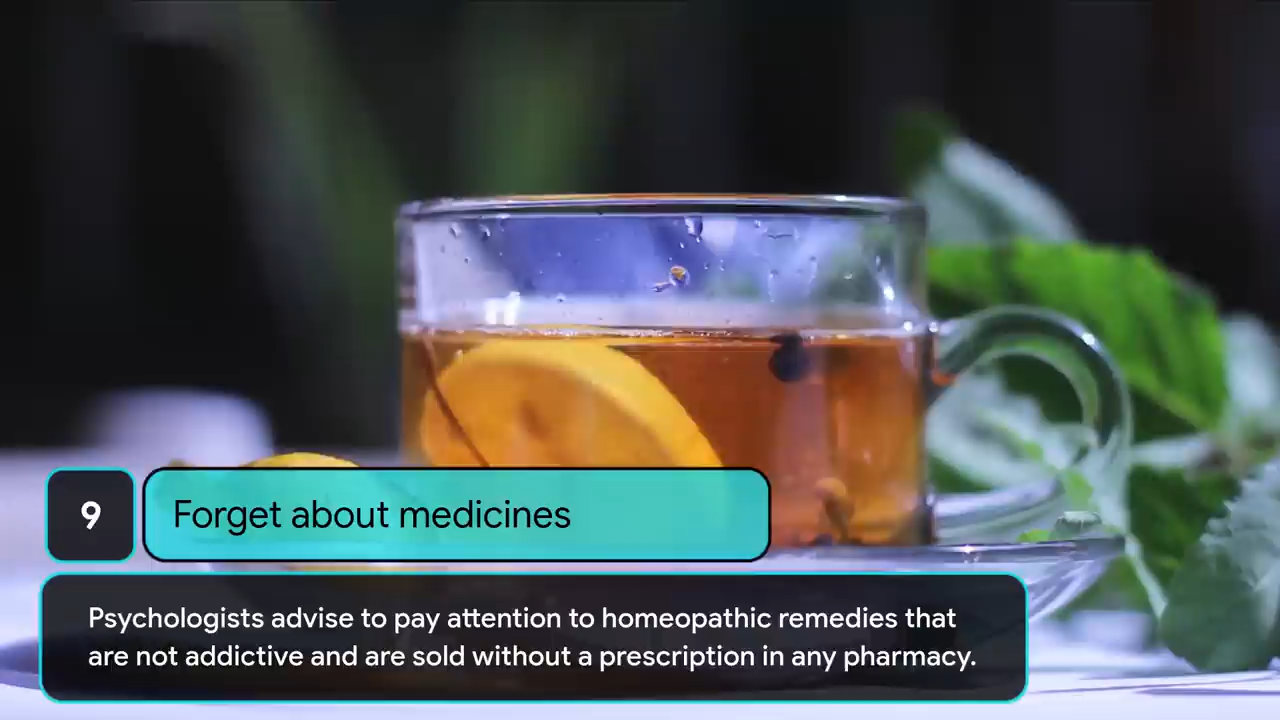 9
Forget about medicines
Psychologists advise to pay attention to homeopathic remedies that
are not addictive and are sold without a prescription in any pharmacy.